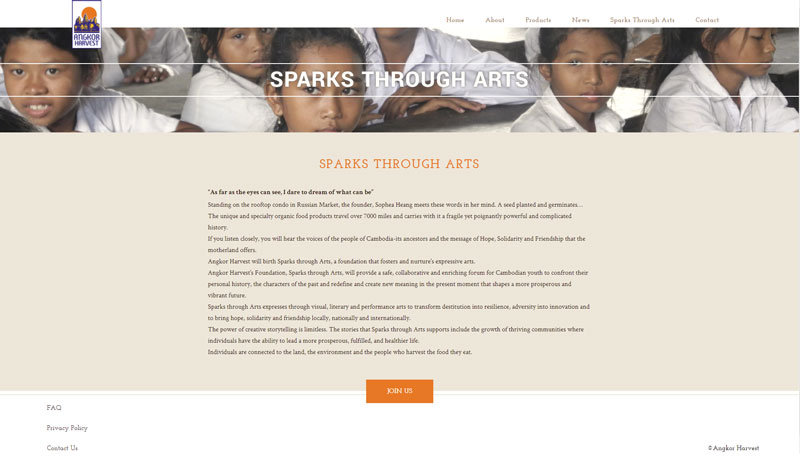 ANGKOR
HARVEST
Home
About
Products
News
Sparks Through Arts
Contact
SPARKS THROUGH ARTS
SPARKS THROUGH ARTS
"As far as the eyes can see, I dare to dream of what can be"
Standing on the rooftop condo in Russian Market, the founder, Sophea Heang meets these words in her mind. A seed planted and germinates…
The unique and specialty organic food products travel over 7000 miles and carries with it a fragile yet poignantly powerful and complicated
history.
If you listen closely, you will hear the voices of the people of Cambodia-its ancestors and the message of Hope, Solidarity and Friendship that the
motherland offers.
Angkor Harvest will birth Sparks through Arts, a foundation that fosters and nurture's expressive arts.
Angkor Harvest's Foundation, Sparks through Arts, will provide a safe, collaborative and enriching forum for Cambodian youth to confront their
personal history, the characters of the past and redefine and create new meaning in the present moment that shapes a more prosperous and
vibrant future.
Sparks through Arts expresses through visual, literary and performance arts to transform destitution into resilience, adversity into innovation and
to bring hope, solidarity and friendship locally, nationally and internationally.
The power of creative storytelling is limitless. The stories that Sparks through Arts supports include the growth of thriving communities where
individuals have the ability to lead a more prosperous, fulfilled, and healthier life.
Individuals are connected to the land, the environment and the people who harvest the food they eat.
JOIN US
FAQ
Privacy Policy
Contact Us
©Angkor Harvest